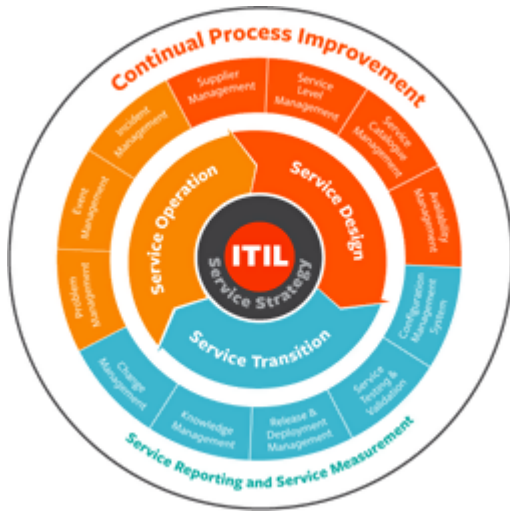 Continual Process Improvement
Supplier
Management
Service
Level
Management
Service
Catalogue
Management
Availability
Management
Configuration
Management
System
Service
Testing &
Validation
Release &
Deployment
Management
Knowledge
Management
Change
Management
Problem
Management
Event
Management
Incident
Management
Service Design
Service Transition
Service Operation
ITIL
Service Strategy
Service Reporting and Service Measurement